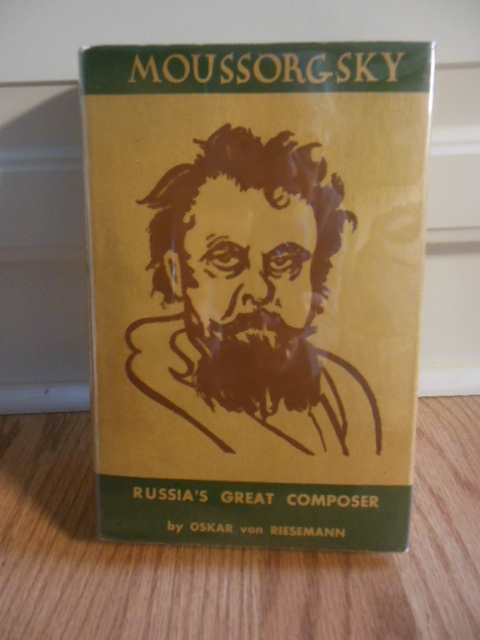 MOUSSORGSKY
RUSSIA'S GREAT COMPOSER
by OSKAR von RIESEMANN